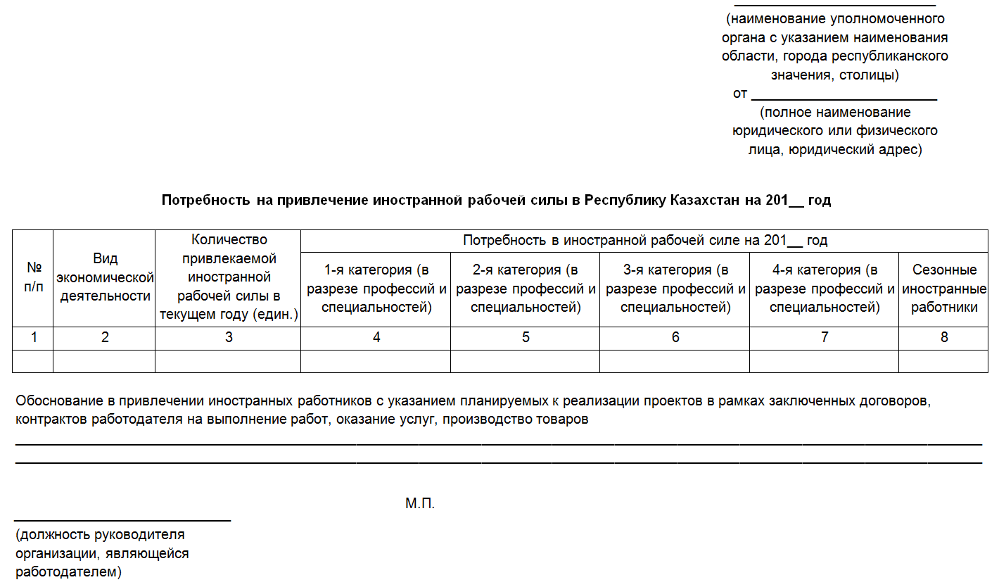 ____________________________
(наименование уполномоченного
органа с указанием наименования
области, города республиканского
значения, столицы)
от __________________________
(полное наименование
юридического или физического
лица, юридический адрес)
Потребность на привлечение иностранной рабочей силы в Республику Казахстан на 201__ год
№
п/п
Вид
экономической
деятельности
Количество
привлекаемой
иностранной
рабочей силы в
текущем году (един.)
Потребность в иностранной рабочей силе на 201__ год
1-я категория (в
разрезе профессий и
специальностей)
2-я категория (в
разрезе профессий и
специальностей)
3-я категория (в
разрезе профессий и
специальностей)
4-я категория (в
разрезе профессий и
специальностей)
Сезонные
иностранные
работники
1 2 3 4 5 6 7 8
Обоснование в привлечении иностранных работников с указанием планируемых к реализации проектов в рамках заключенных договоров,
контрактов работодателя на выполнение работ, оказание услуг, производство товаров
М.П.
(должность руководителя
организации, являющейся
работодателем)